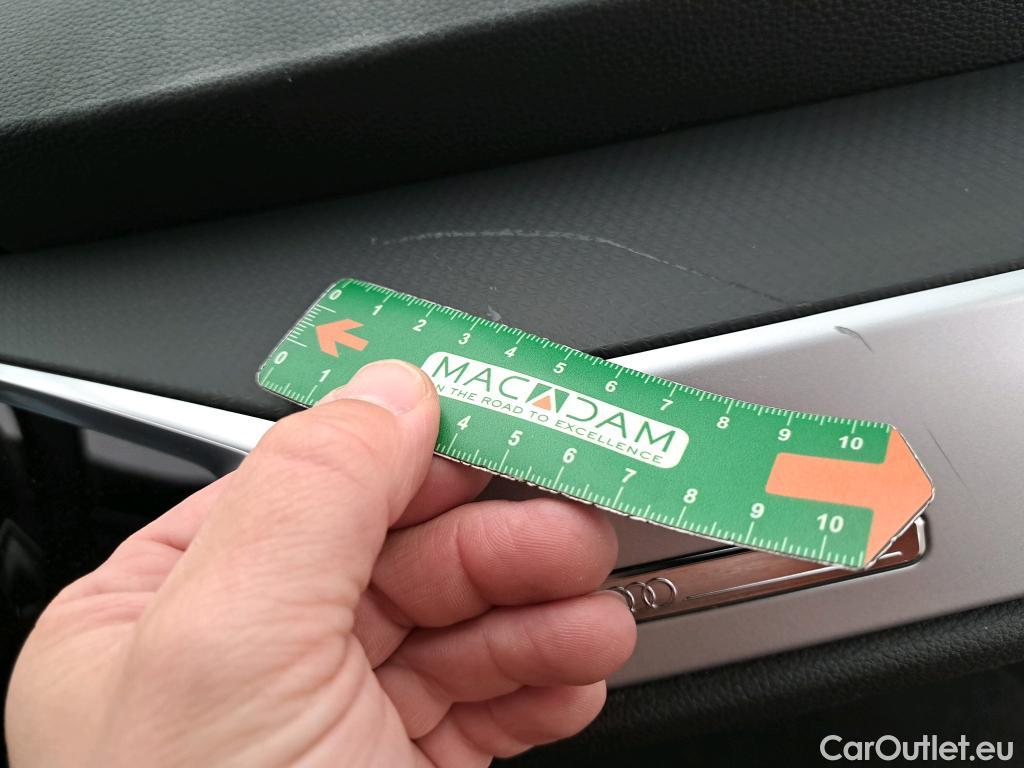 0 1 2 3 4 5 6 7 8 9 10
MACADAM
N THE ROAD TO EXCELLENCE
0 1 4 5 6 7 8 9 10
CarOutlet.eu